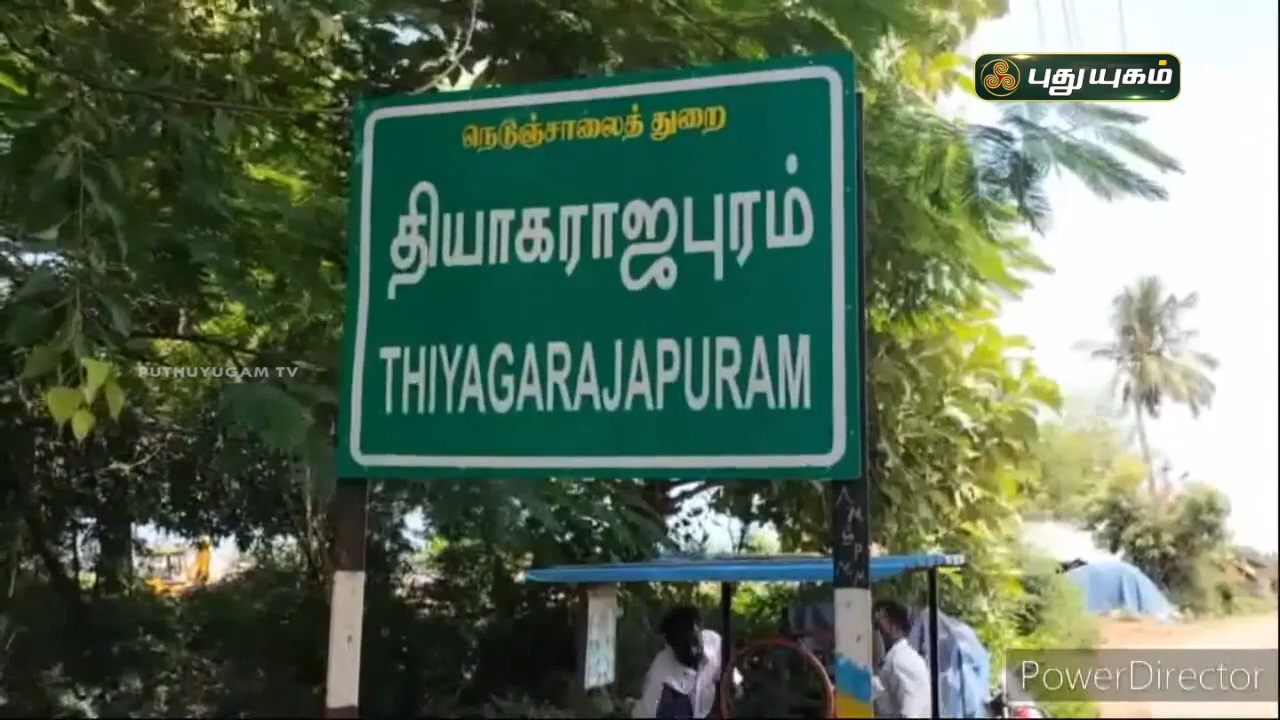 புதுயுகம்
நெடுஞ்சாலைத் துறை
தியாகராஜபுரம்
THIYAGARAJAPURAM
PUTHUYUGAM TV
PowerDirector